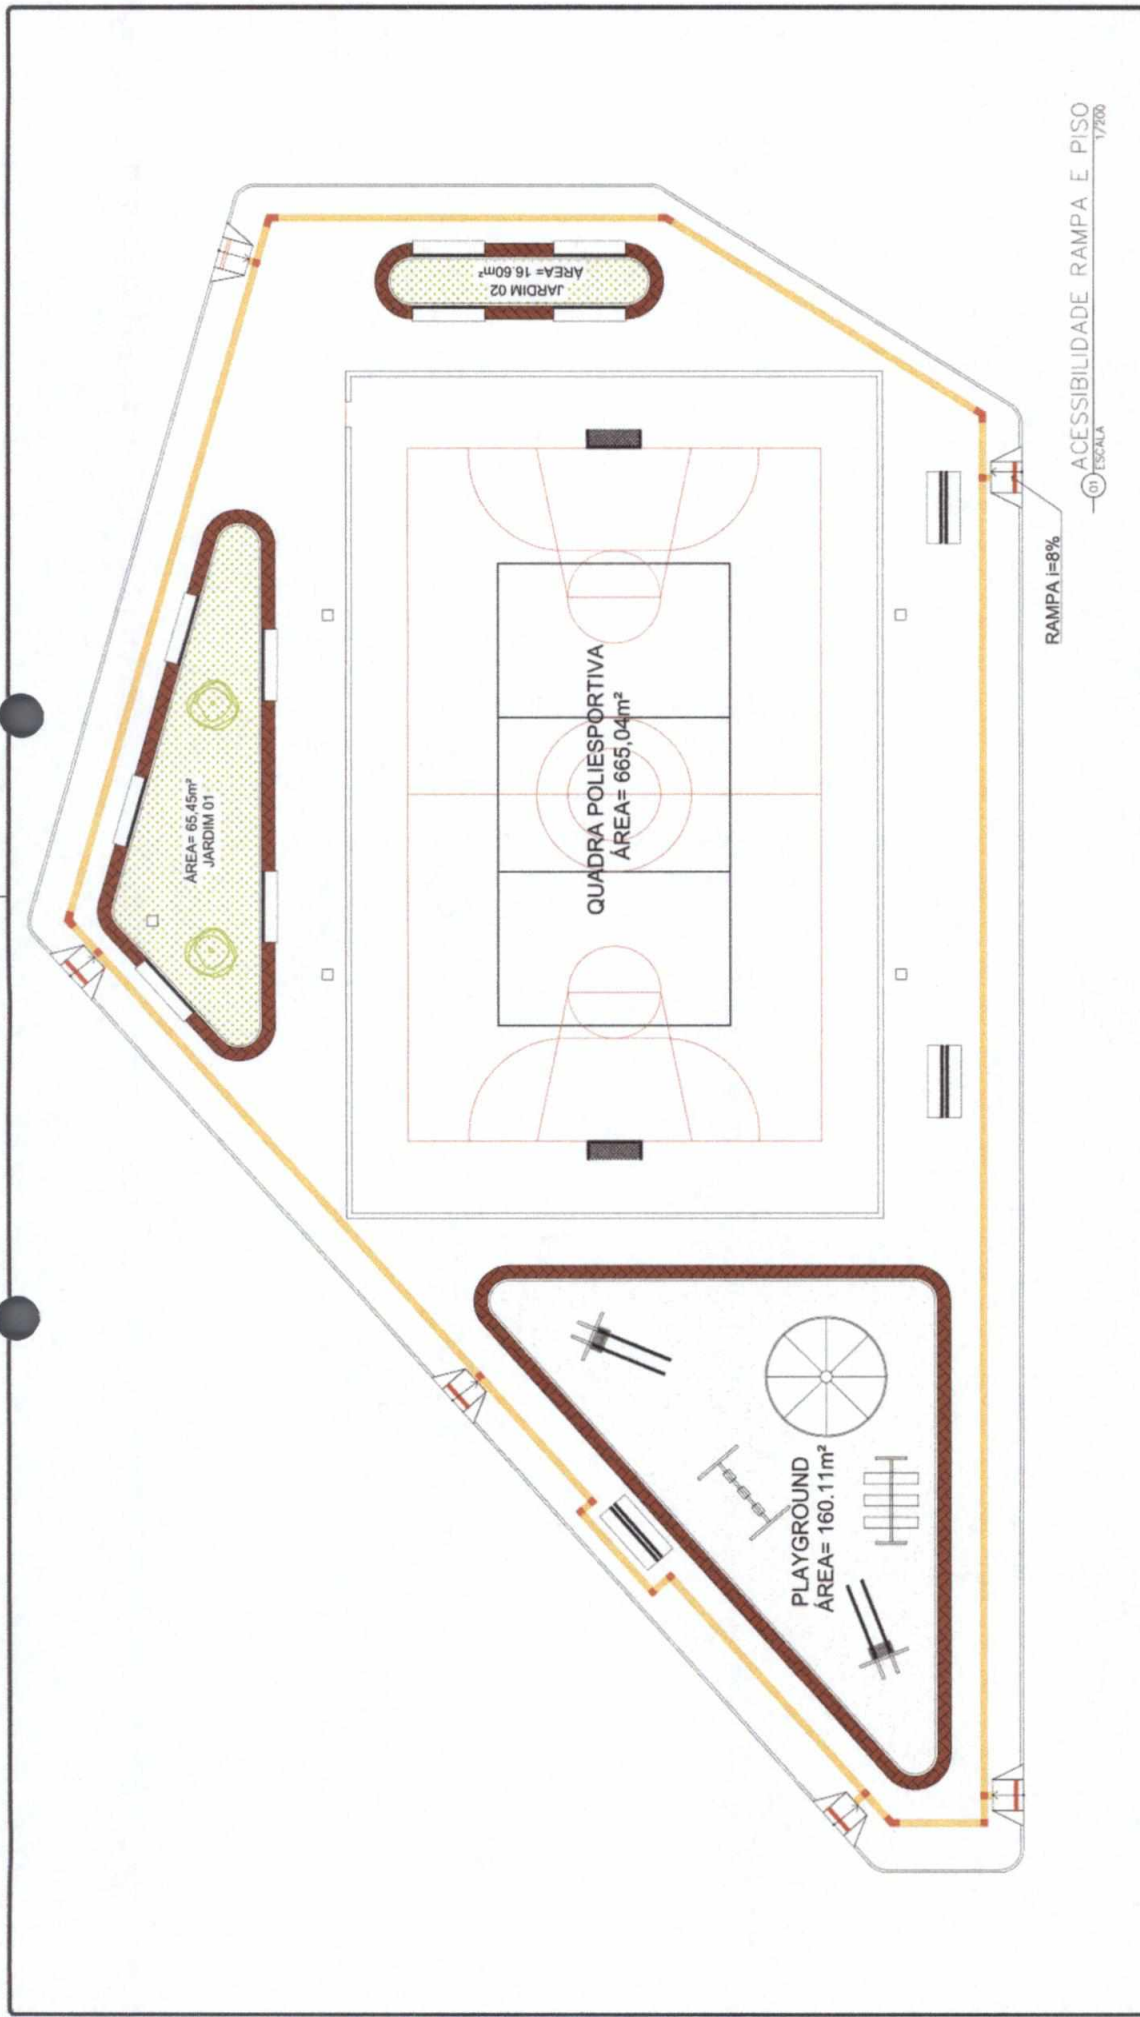 ÁREA= 65,45m²
JARDIM 01
JARDIM 02
ÁREA= 16.60m²
QUADRA POLIESPORTIVA
ÁREA= 665,04m²
PLAYGROUND
ÁREA= 160.11m²
RAMPA i=8%
01
ACESSIBILIDADE RAMPA E PISO
ESCALA
1/200